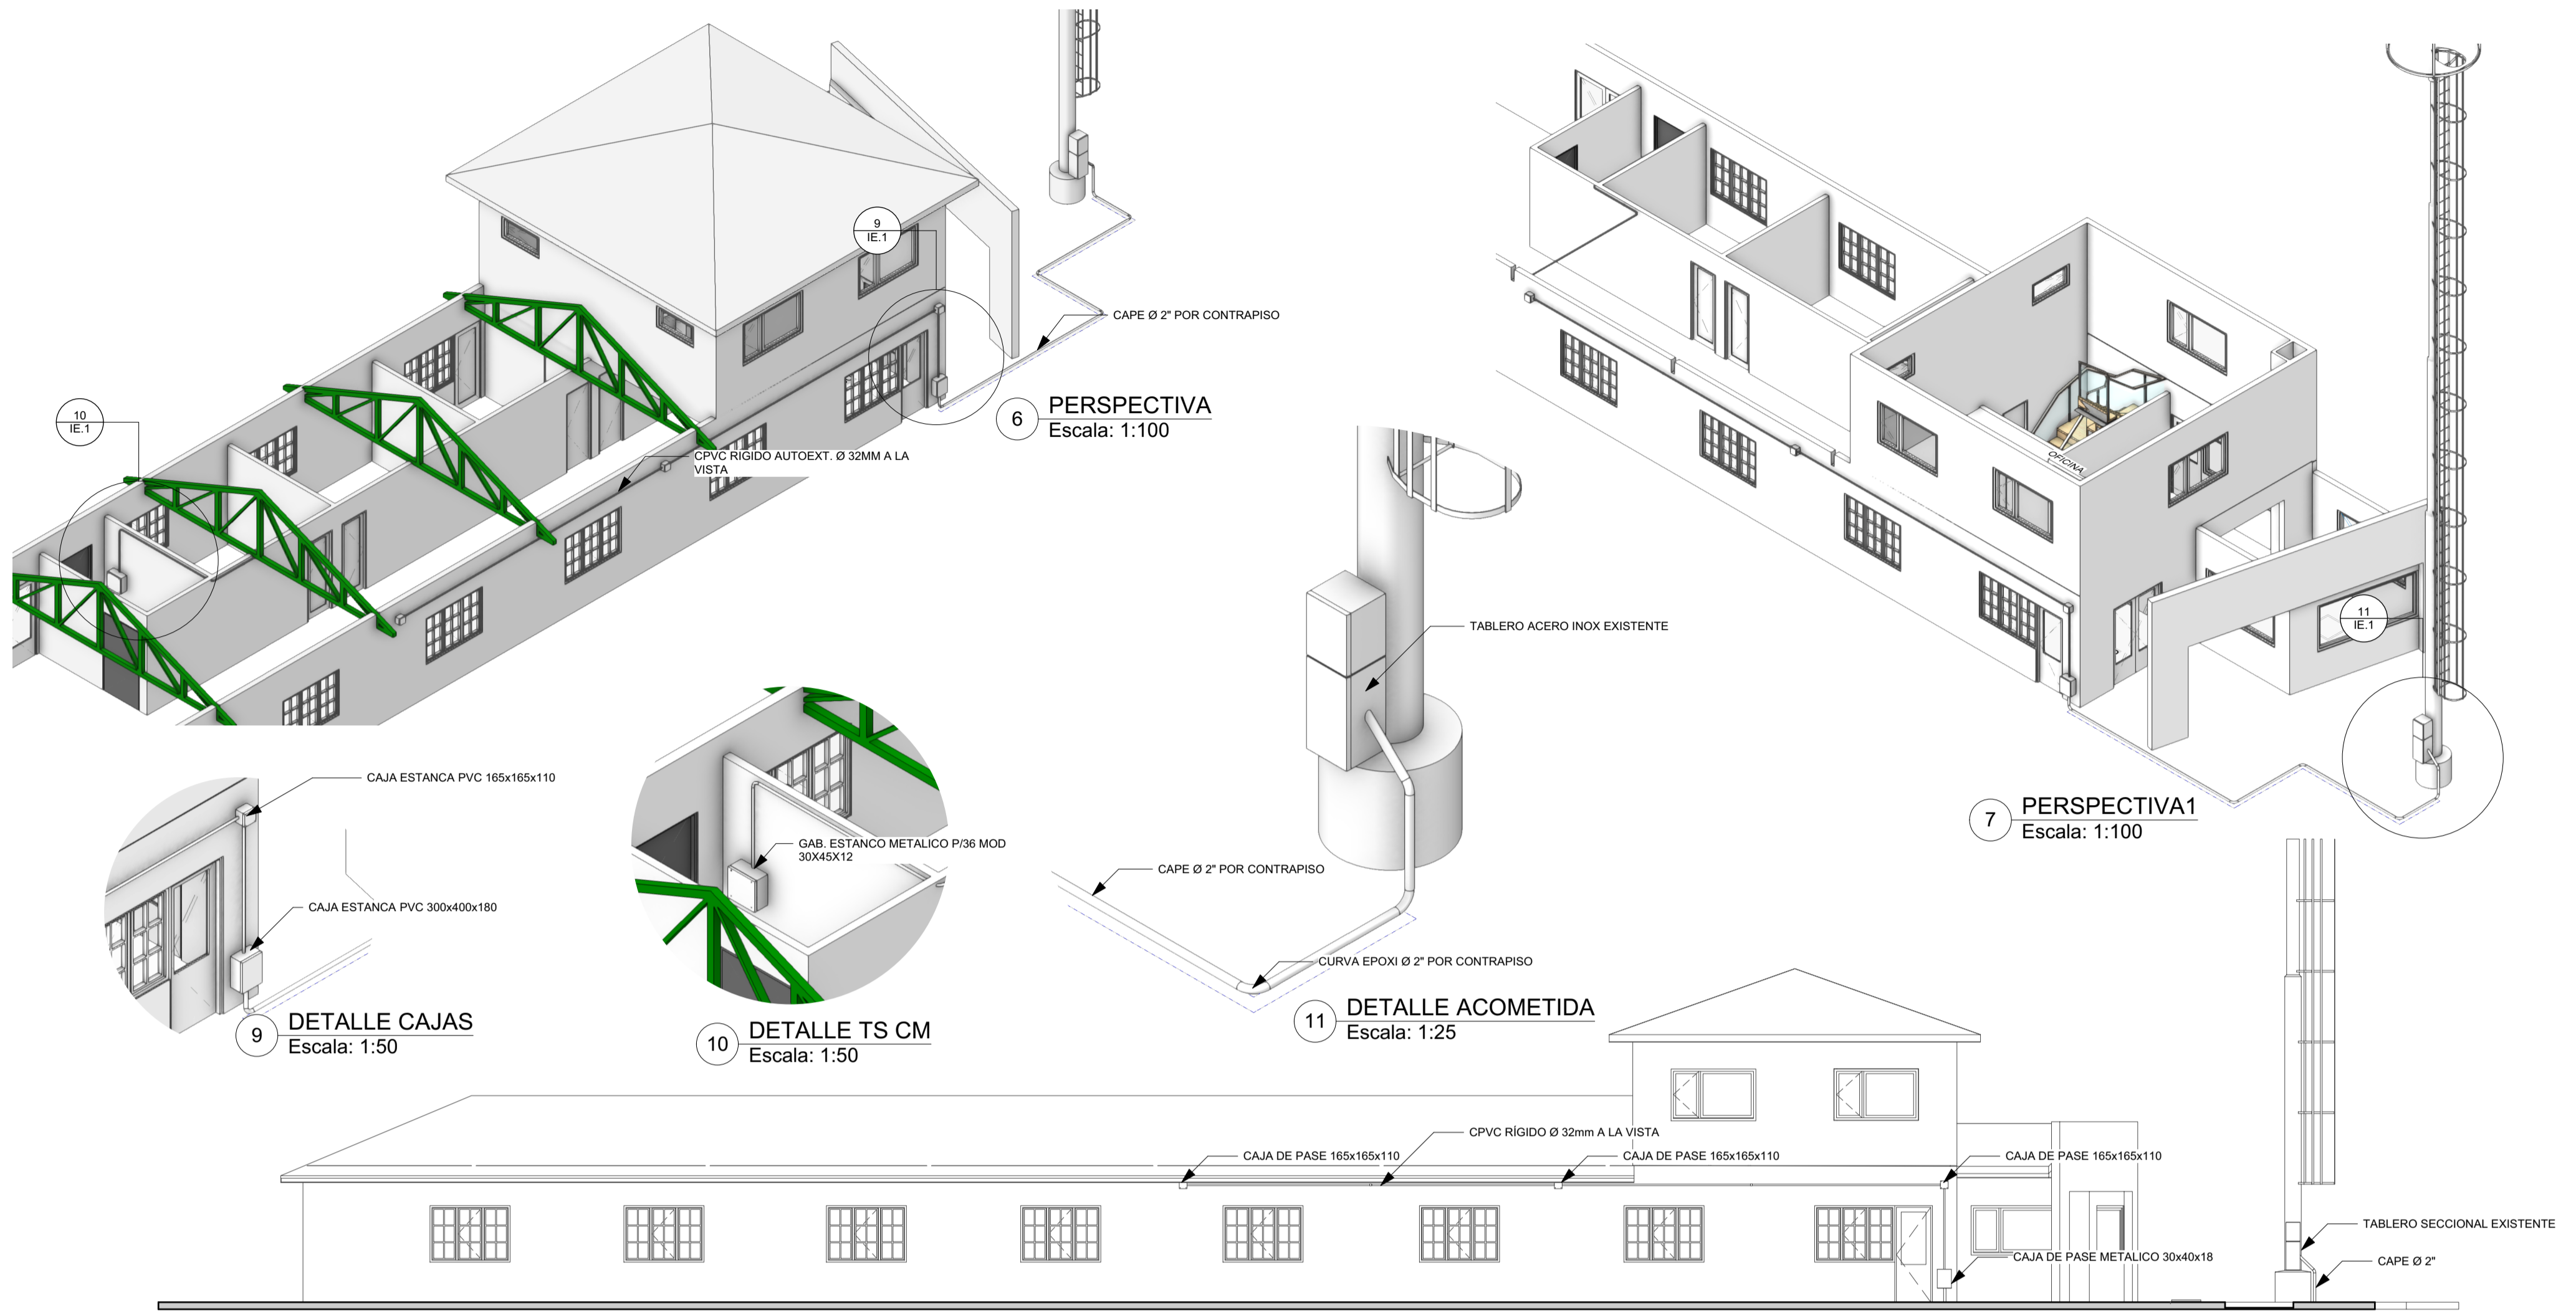 9
IE.1
CAPE Ø 2" POR CONTRAPISO
6
PERSPECTIVA
Escala: 1:100
10
IE.1
CPVC RIGIDO AUTOEXT. Ø 32MM A LA
VISTA
OFICINA
11
IE.1
TABLERO ACERO INOX EXISTENTE
7
PERSPECTIVA1
Escala: 1:100
CAJA ESTANCA PVC 165x165x110
CAJA ESTANCA PVC 300x400x180
9
DETALLE CAJAS
Escala: 1:50
GAB. ESTANCO METALICO P/36 MOD
30X45X12
10
DETALLE TS CM
Escala: 1:50
CAPE Ø 2" POR CONTRAPISO
CURVA EPOXI Ø 2" POR CONTRAPISO
11
DETALLE ACOMETIDA
Escala: 1:25
CPVC RÍGIDO Ø 32mm A LA VISTA
CAJA DE PASE 165x165x110
CAJA DE PASE 165x165x110
CAJA DE PASE 165x165x110
TABLERO SECCIONAL EXISTENTE
CAJA DE PASE METALICO 30x40x18
CAPE Ø 2"